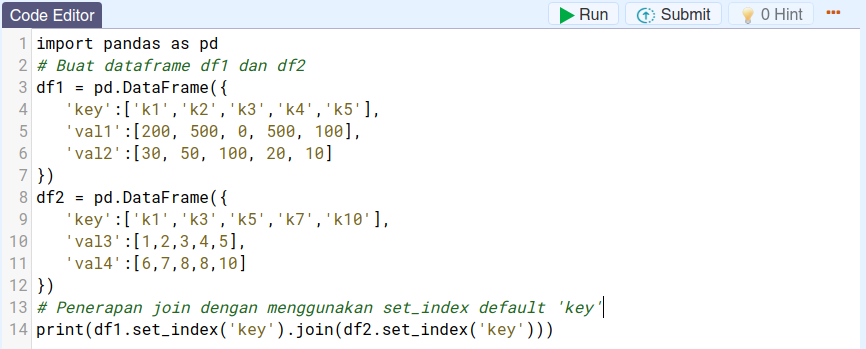 Code Editor
Run
Submit
0 Hint
1 import pandas as pd
2 # Buat dataframe df1 dan df2
3 df1 = pd.DataFrame({
4    'key':['k1','k2','k3','k4','k5'],
5    'val1':[200, 500, 0, 500, 100],
6    'val2':[30, 50, 100, 20, 10]
7 })
8 df2 = pd.DataFrame({
9    'key':['k1','k3','k5','k7','k10'],
10    'val3':[1,2,3,4,5],
11    'val4':[6,7,8,8,10]
12 })
13 # Penerapan join dengan menggunakan set_index default 'key'
14 print(df1.set_index('key').join(df2.set_index('key')))